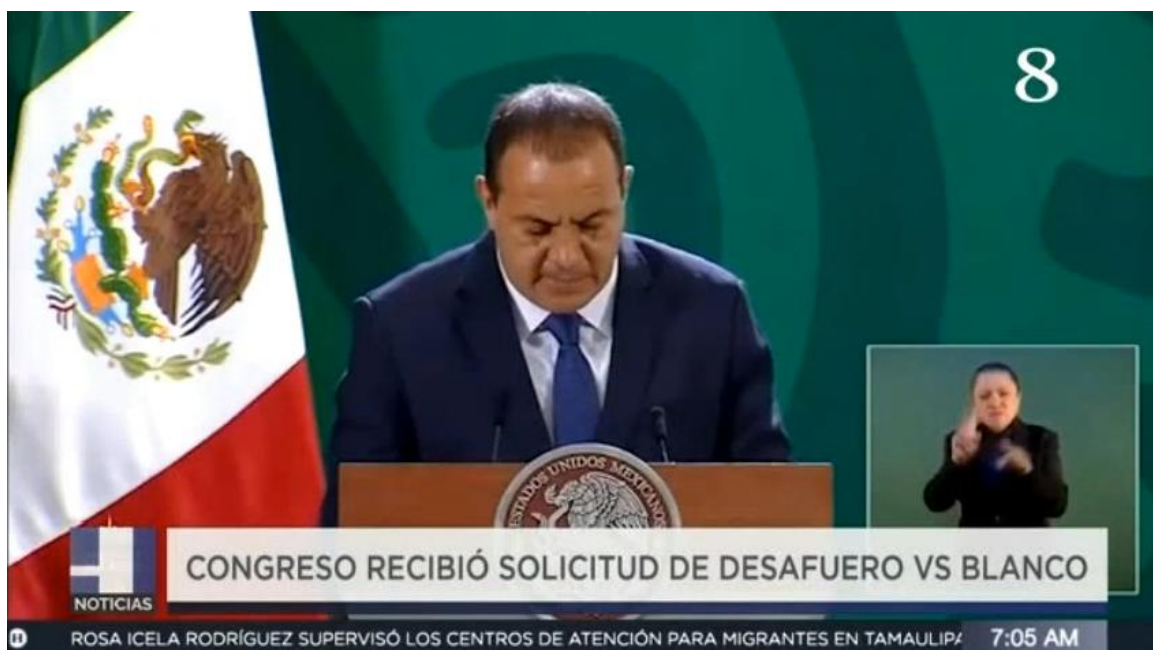 8
ESTADOS UNIDOS MEXICANOS
CONGRESO RECIBIÓ SOLICITUD DE DESAFUERO VS BLANCO
NOTICIAS
ROSA ICELA RODRÍGUEZ SUPERVISÓ LOS CENTROS DE ATENCIÓN PARA MIGRANTES EN TAMAULIPA
7:05 AM